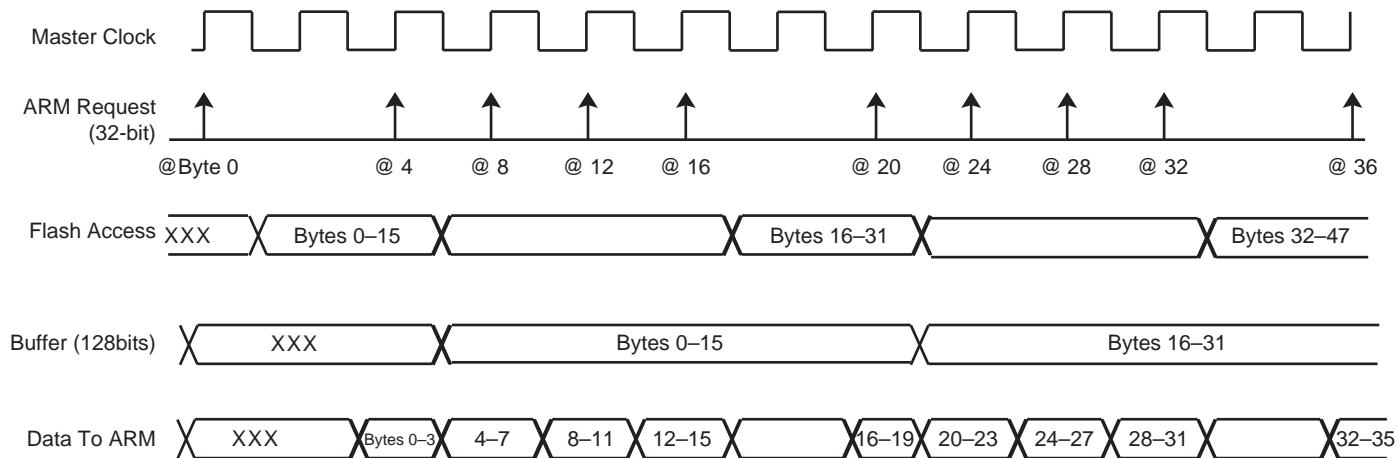 Master Clock
ARM Request
(32-bit)
@Byte 0 @ 4 @ 8 @ 12 @ 16 @ 20 @ 24 @ 28 @ 32 @ 36
Flash Access XXX Bytes 0–15 Bytes 16–31 Bytes 32–47
Buffer (128bits) XXX Bytes 0–15 Bytes 16–31
Data To ARM XXX Bytes 0–3 4–7 8–11 12–15 16–19 20–23 24–27 28–31 32–35